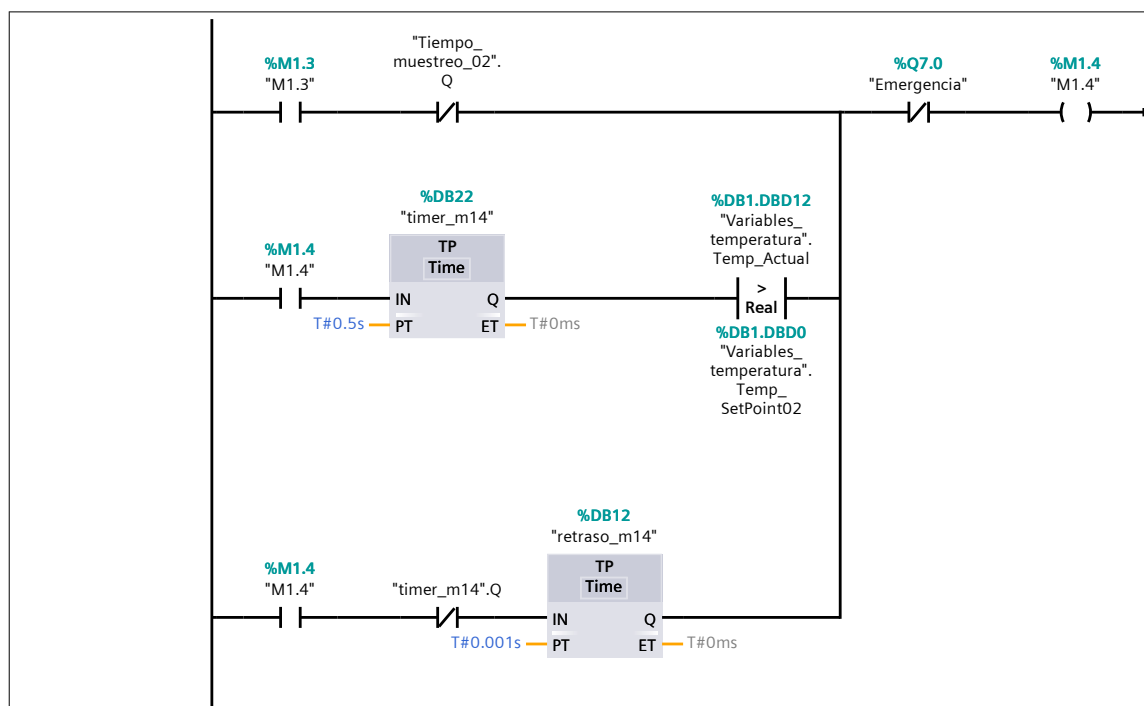 %M1.3
"M1.3"
"Tiempo_
muestreo_02".
Q
%Q7.0
"Emergencia"
%M1.4
"M1.4"
%M1.4
"M1.4"
%DB22
"timer_m14"
TP
Time
IN
Q
T#0.5s
PT
ET
T#0ms
%DB1.DBD12
"Variables_
temperatura".
Temp_Actual
>
Real
%DB1.DBD0
"Variables_
temperatura".
Temp_
SetPoint02
%M1.4
"M1.4"
"timer_m14".Q
%DB12
"retraso_m14"
TP
Time
IN
Q
T#0.001s
PT
ET
T#0ms